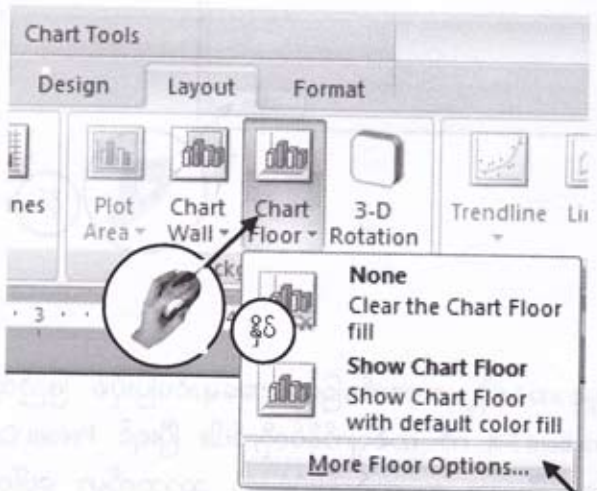 Chart Tools
Design Layout Format
nes Plot Area Chart Wall Chart Floor 3-D Rotation Trendline
3
နှိပ်
None
Clear the Chart Floor fill
Show Chart Floor
Show Chart Floor with default color fill
More Floor Options...